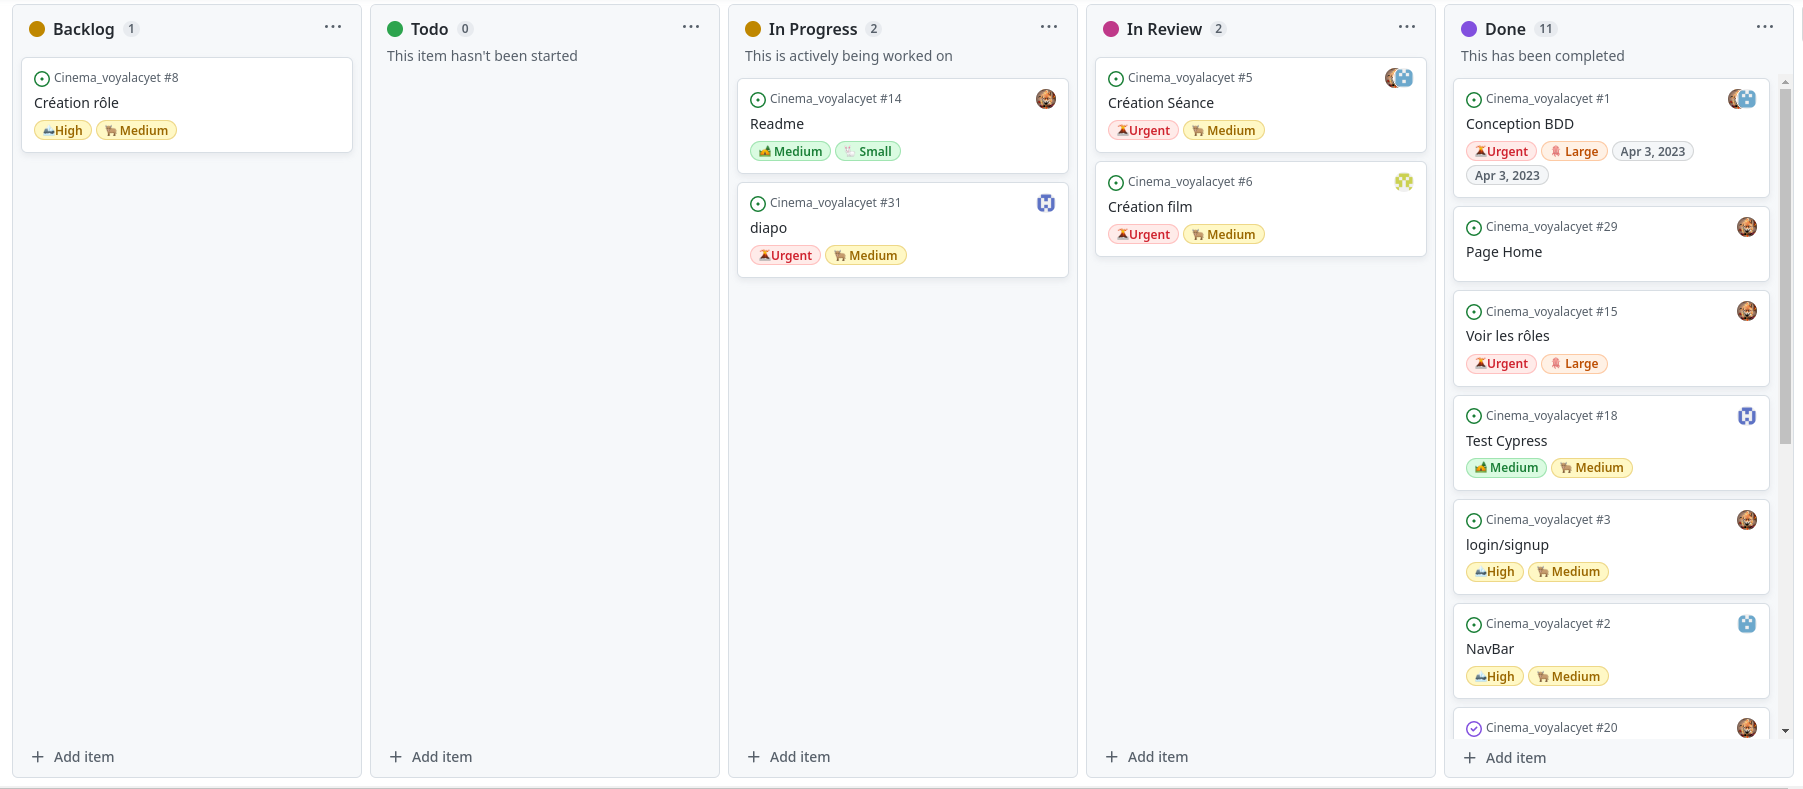 Backlog 1
Cinema_voyalacyet #8
Création rôle
High Medium
Add item
Todo 0
This item hasn't been started
Add item
In Progress 2
This is actively being worked on
Cinema_voyalacyet #14
Readme
Medium Small
Cinema_voyalacyet #31
diapo
Urgent Medium
Add item
In Review 2
Cinema_voyalacyet #5
Création Séance
Urgent Medium
Cinema_voyalacyet #6
Création film
Urgent Medium
Add item
Done 11
This has been completed
Cinema_voyalacyet #1
Conception BDD
Urgent Large Apr 3, 2023
Apr 3, 2023
Cinema_voyalacyet #29
Page Home
Cinema_voyalacyet #15
Voir les rôles
Urgent Large
Cinema_voyalacyet #18
Test Cypress
Medium Medium
Cinema_voyalacyet #3
login/signup
High Medium
Cinema_voyalacyet #2
NavBar
High Medium
Cinema_voyalacyet #20
Add item